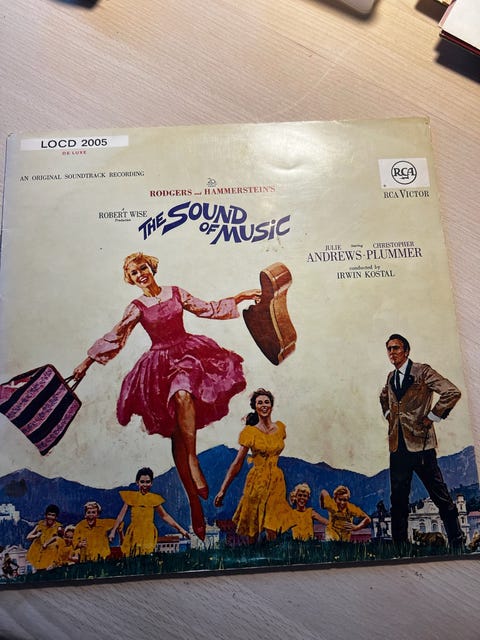 LOCD 2005
DE LUXE
AN ORIGINAL SOUNDTRACK RECORDING
RCA
RCA VICTOR
RODGERS and HAMMERSTEIN'S
A
ROBERT WISE
Production
THE SOUND
OF MUSIC
JULIE starring CHRISTOPHER
ANDREWS · PLUMMER
conducted by
IRWIN KOSTAL